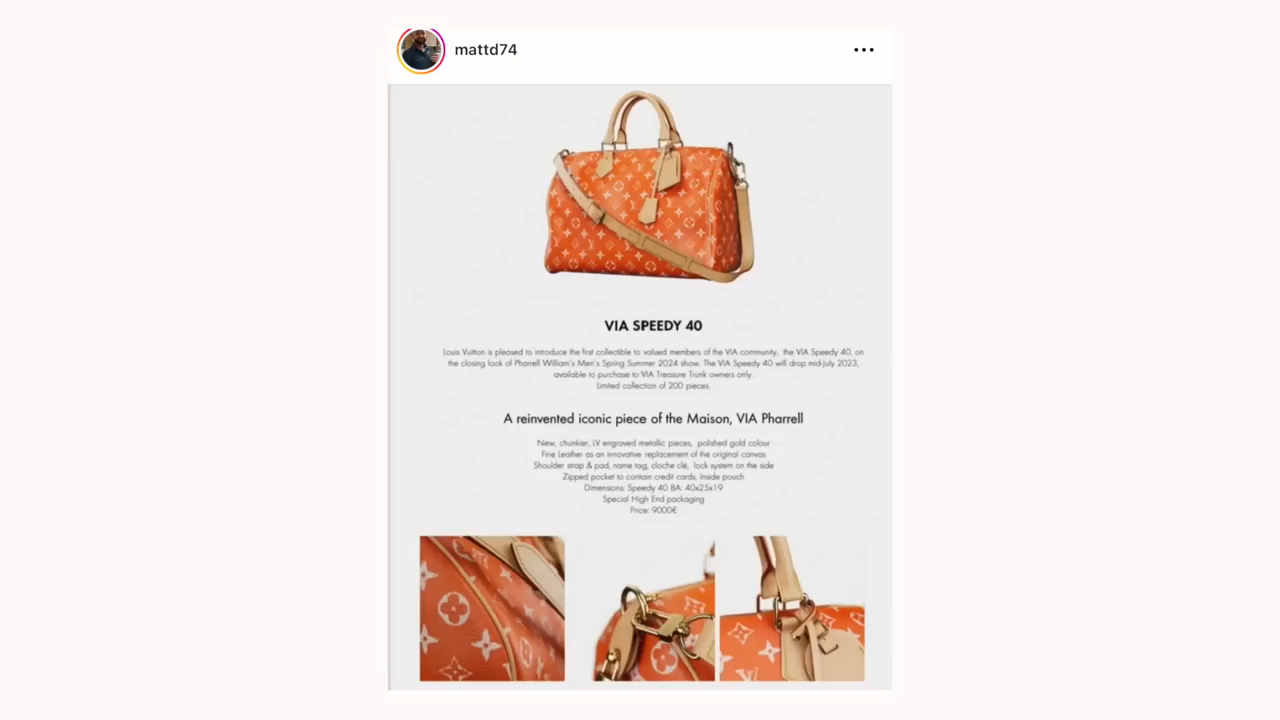 mattd74
VIA SPEEDY 40
Louis Vuitton is pleased to introduce the first collectible to valued members of the VIA community, the VIA Speedy 40, on
the closing look of Pharrell William's Men's Spring Summer 2024 show. The VIA Speedy 40 will drop mid-july 2023,
available to purchase to VIA Treasure Trunk owners only.
Limited collection of 200 pieces.
A reinvented iconic piece of the Maison, VIA Pharrell
New, chunkier, LV engraved metallic pieces, polished gold colour
Fine Leather as an innovative replacement of the original canvas
Shoulder strap & pad, name tag, cloche clé, lock system on the side
Zipped pocket to contain credit cards. Inside pouch
Dimensions: Speedy 40 BA: 40x25x19
Special High End packaging
Price: 9000€